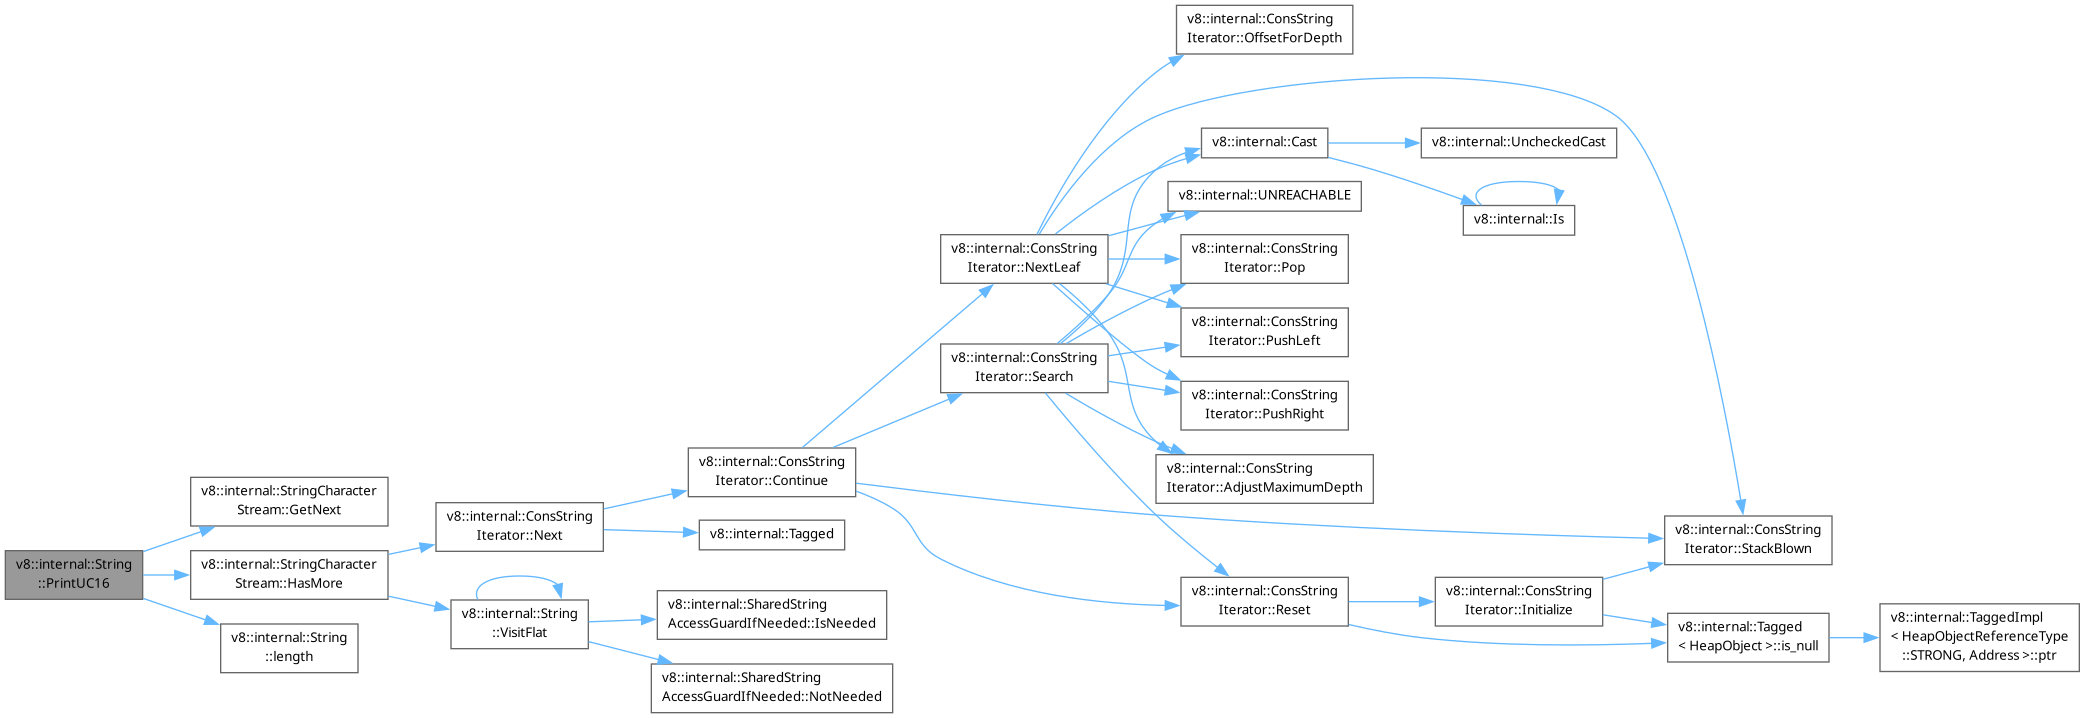 v8::internal::String
::PrintUC16
v8::internal::StringCharacter
Stream::GetNext
v8::internal::StringCharacter
Stream::HasMore
v8::internal::String
::length
v8::internal::ConsString
Iterator::Next
v8::internal::String
::VisitFlat
v8::internal::ConsString
Iterator::Continue
v8::internal::Tagged
v8::internal::SharedString
AccessGuardIfNeeded::IsNeeded
v8::internal::SharedString
AccessGuardIfNeeded::NotNeeded
v8::internal::ConsString
Iterator::NextLeaf
v8::internal::ConsString
Iterator::Search
v8::internal::ConsString
Iterator::OffsetForDepth
v8::internal::Cast
v8::internal::UNREACHABLE
v8::internal::ConsString
Iterator::Pop
v8::internal::ConsString
Iterator::PushLeft
v8::internal::ConsString
Iterator::PushRight
v8::internal::ConsString
Iterator::AdjustMaximumDepth
v8::internal::ConsString
Iterator::Reset
v8::internal::UncheckedCast
v8::internal::Is
v8::internal::ConsString
Iterator::Initialize
v8::internal::ConsString
Iterator::StackBlown
v8::internal::Tagged
< HeapObject >::is_null
v8::internal::TaggedImpl
< HeapObjectReferenceType
::STRONG, Address >::ptr